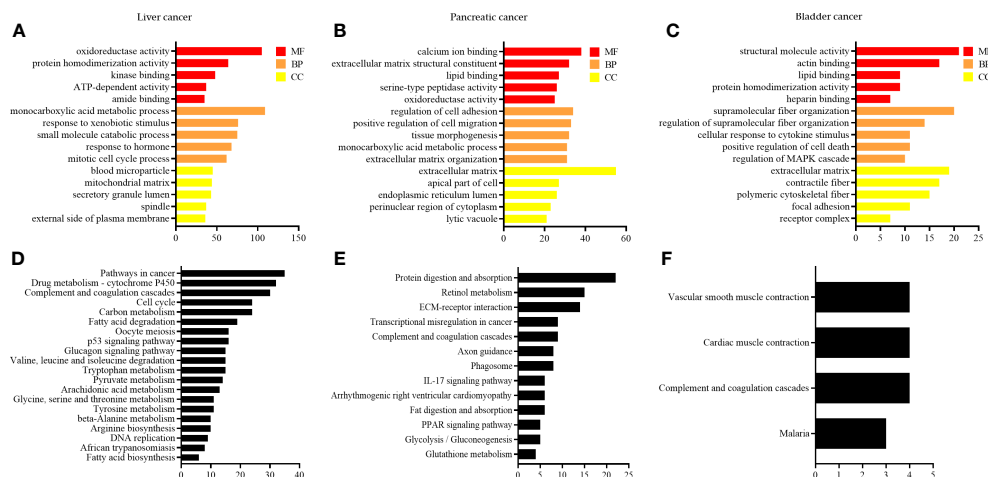 Liver cancer
Pancreatic cancer
Bladder cancer
A
oxidoreductase activity
protein homodimerization activity
kinase binding
ATP-dependent activity
amide binding
monocarboxylic acid metabolic process
response to xenobiotic stimulus
small molecule catabolic process
response to hormone
mitotic cell cycle process
blood microparticle
mitochondrial matrix
secretory granule lumen
spindle
external side of plasma membrane
0 50 100 150
MF
BP
CC
B
calcium ion binding
extracellular matrix structural constituent
lipid binding
serine-type peptidase activity
oxidoreductase activity
regulation of cell adhesion
positive regulation of cell migration
tissue morphogenesis
monocarboxylic acid metabolic process
extracellular matrix organization
extracellular matrix
apical part of cell
endoplasmic reticulum lumen
perinuclear region of cytoplasm
lytic vacuole
0 20 40 60
MF
BP
CC
C
structural molecule activity
actin binding
lipid binding
protein homodimerization activity
heparin binding
supramolecular fiber organization
regulation of supramolecular fiber organization
cellular response to cytokine stimulus
positive regulation of cell death
regulation of MAPK cascade
extracellular matrix
contractile fiber
polymeric cytoskeletal fiber
focal adhesion
receptor complex
0 5 10 15 20 25
BP
D
Pathways in cancer
Drug metabolism - cytochrome P450
Complement and coagulation cascades
Cell cycle
Carbon metabolism
Fatty acid degradation
Oocyte meiosis
p53 signaling pathway
Glucagon signaling pathway
Valine, leucine and isoleucine degradation
Tryptophan metabolism
Pyruvate metabolism
Arachidonic acid metabolism
Glycine, serine and threonine metabolism
Tyrosine metabolism
beta-Alanine metabolism
Arginine biosynthesis
DNA replication
African trypanosomiasis
Fatty acid biosynthesis
0 10 20 30 40
E
Protein digestion and absorption
Retinol metabolism
ECM-receptor interaction
Transcriptional misregulation in cancer
Complement and coagulation cascades
Axon guidance
Phagosome
IL-17 signaling pathway
Arrhythmogenic right ventricular cardiomyopathy
Fat digestion and absorption
PPAR signaling pathway
Glycolysis / Gluconeogenesis
Glutathione metabolism
0 5 10 15 20 25
F
Vascular smooth muscle contraction
Cardiac muscle contraction
Complement and coagulation cascades
Malaria
0 1 2 3 4 5